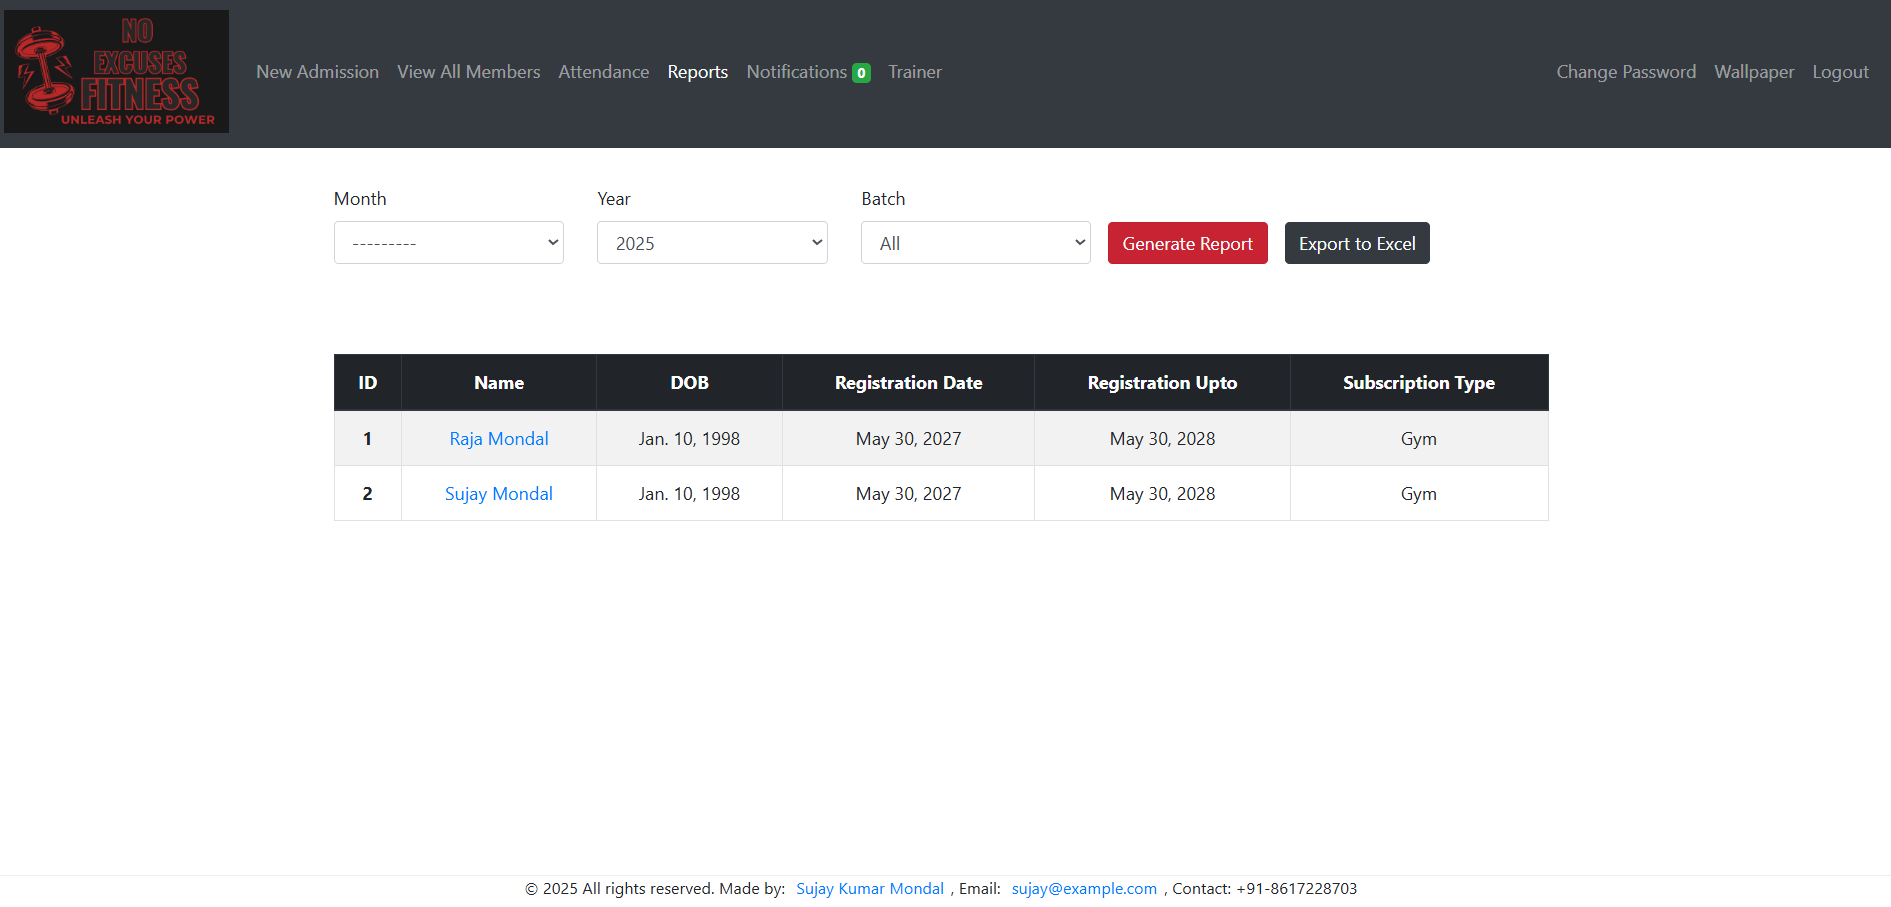 NO
EXCUSES
FITNESS
UNLEASH YOUR POWER
New Admission View All Members Attendance Reports Notifications 0 Trainer Change Password Wallpaper Logout
Month Year Batch
--------- 2025 All Generate Report Export to Excel
ID Name DOB Registration Date Registration Upto Subscription Type
1 Raja Mondal Jan. 10, 1998 May 30, 2027 May 30, 2028 Gym
2 Sujay Mondal Jan. 10, 1998 May 30, 2027 May 30, 2028 Gym
© 2025 All rights reserved. Made by: Sujay Kumar Mondal , Email: sujay@example.com , Contact: +91-8617228703